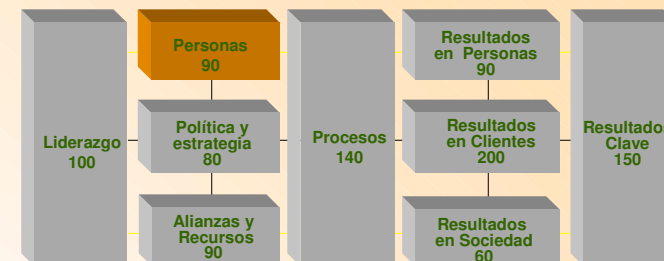 Liderazgo
100
Personas
90
Política y
estrategia
80
Alianzas y
Recursos
90
Procesos
140
Resultados
en Personas
90
Resultados
en Clientes
200
Resultados
en Sociedad
60
Resultados
Clave
150